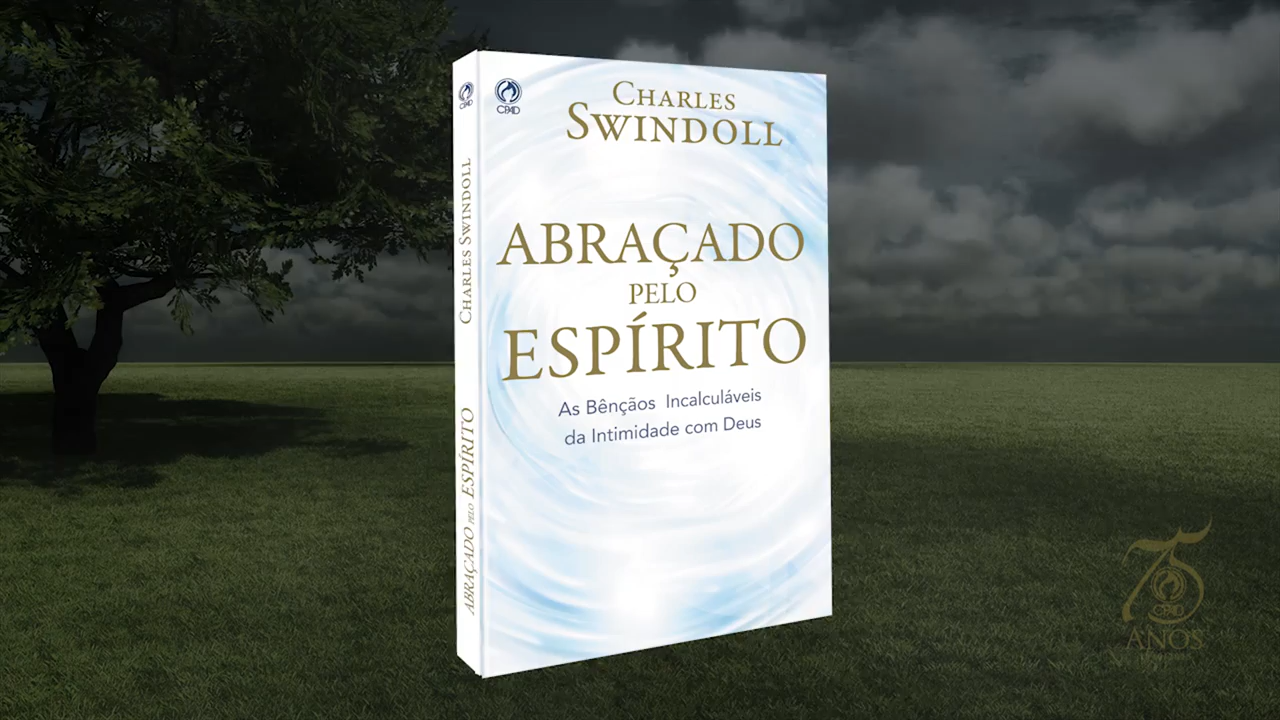 CPAD
CHARLES
SWINDOLL
ABRAÇADO
PELO
ESPÍRITO
As Bênçãos Incalculáveis
da Intimidade com Deus
CPAD
CHARLES SWINDOLL
ABRAÇADO PELO ESPÍRITO
75
CPAD
ANOS